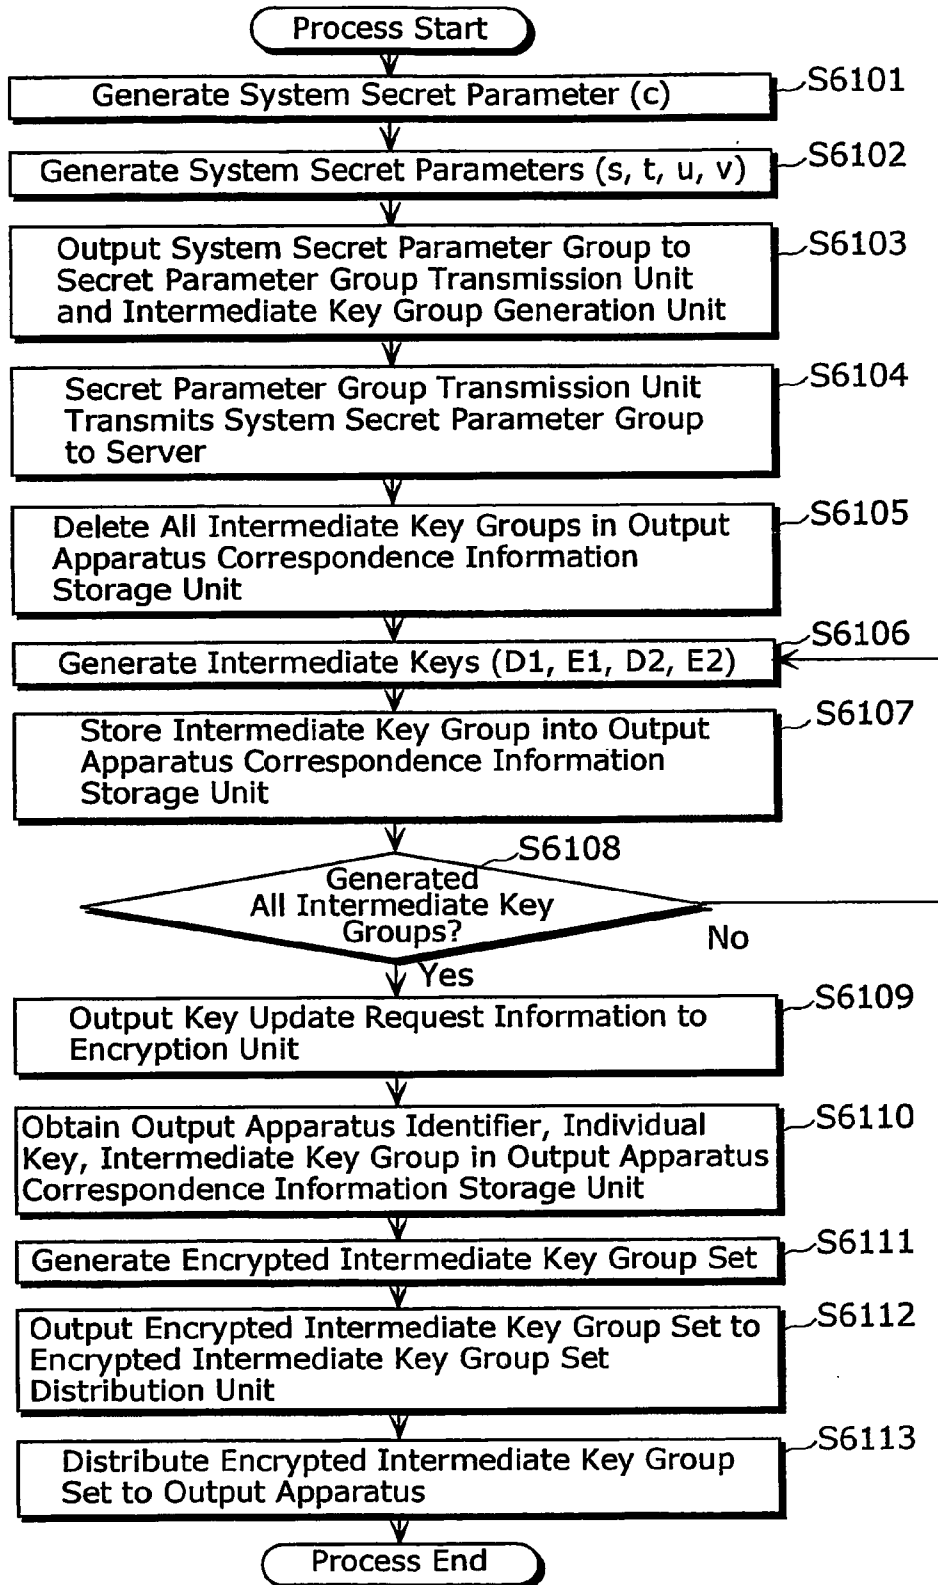 Process Start
Generate System Secret Parameter (c)
S6101
Generate System Secret Parameters (s, t, u, v)
S6102
Output System Secret Parameter Group to
Secret Parameter Group Transmission Unit
and Intermediate Key Group Generation Unit
S6103
Secret Parameter Group Transmission Unit
Transmits System Secret Parameter Group
to Server
S6104
Delete All Intermediate Key Groups in Output
Apparatus Correspondence Information
Storage Unit
S6105
Generate Intermediate Keys (D1, E1, D2, E2)
S6106
Store Intermediate Key Group into Output
Apparatus Correspondence Information
Storage Unit
S6107
S6108
Generated
All Intermediate Key
Groups?
No
Yes
Output Key Update Request Information to
Encryption Unit
S6109
Obtain Output Apparatus Identifier, Individual
Key, Intermediate Key Group in Output Apparatus
Correspondence Information Storage Unit
S6110
Generate Encrypted Intermediate Key Group Set
S6111
Output Encrypted Intermediate Key Group Set to
Encrypted Intermediate Key Group Set
Distribution Unit
S6112
Distribute Encrypted Intermediate Key Group
Set to Output Apparatus
S6113
Process End